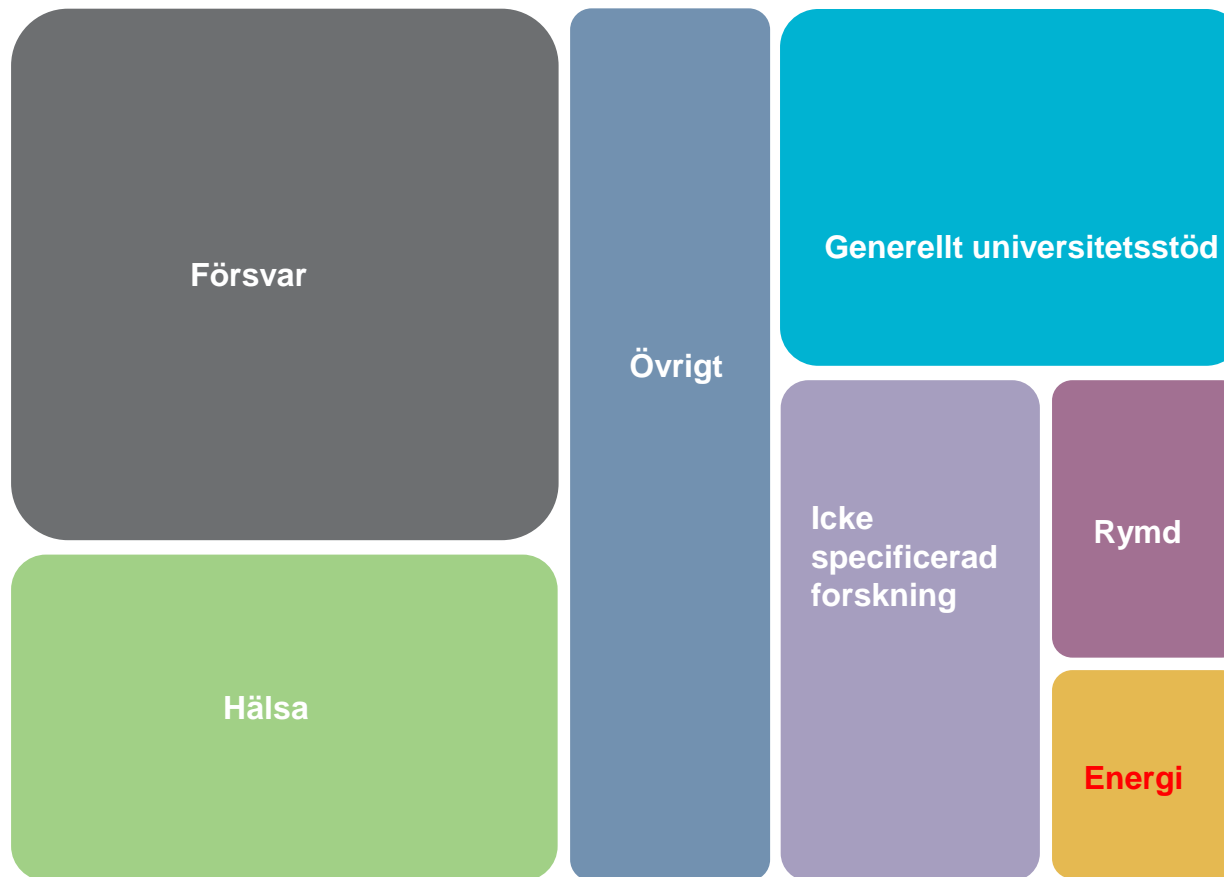 Försvar
Hälsa
Övrigt
Generellt universitetsstöd
Icke
specificerad
forskning
Rymd
Energi